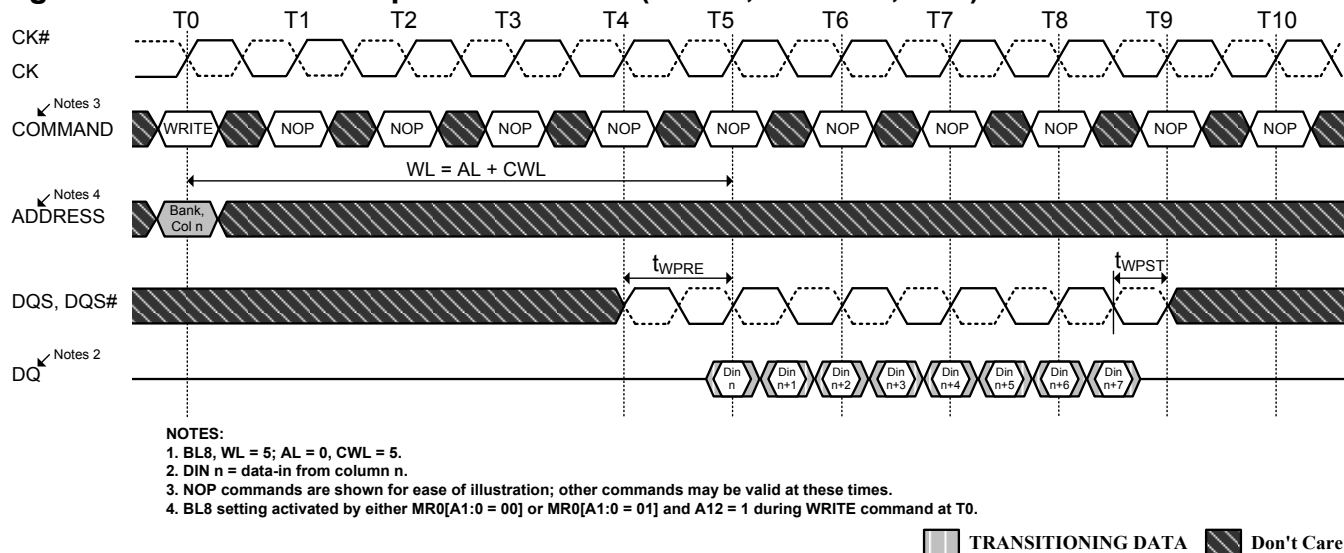 T0 T1 T2 T3 T4 T5 T6 T7 T8 T9 T10
CK#
CK
Notes 3
COMMAND
WRITE NOP NOP NOP NOP NOP NOP NOP NOP NOP NOP
WL = AL + CWL
Notes 4
ADDRESS
Bank,
Col n
tWPRE
tWPST
DQS, DQS#
Notes 2
DQ
Din
n
Din
n+1
Din
n+2
Din
n+3
Din
n+4
Din
n+5
Din
n+6
Din
n+7
NOTES:
1. BL8, WL = 5; AL = 0, CWL = 5.
2. DIN n = data-in from column n.
3. NOP commands are shown for ease of illustration; other commands may be valid at these times.
4. BL8 setting activated by either MR0[A1:0 = 00] or MR0[A1:0 = 01] and A12 = 1 during WRITE command at T0.
TRANSITIONING DATA
Don't Care